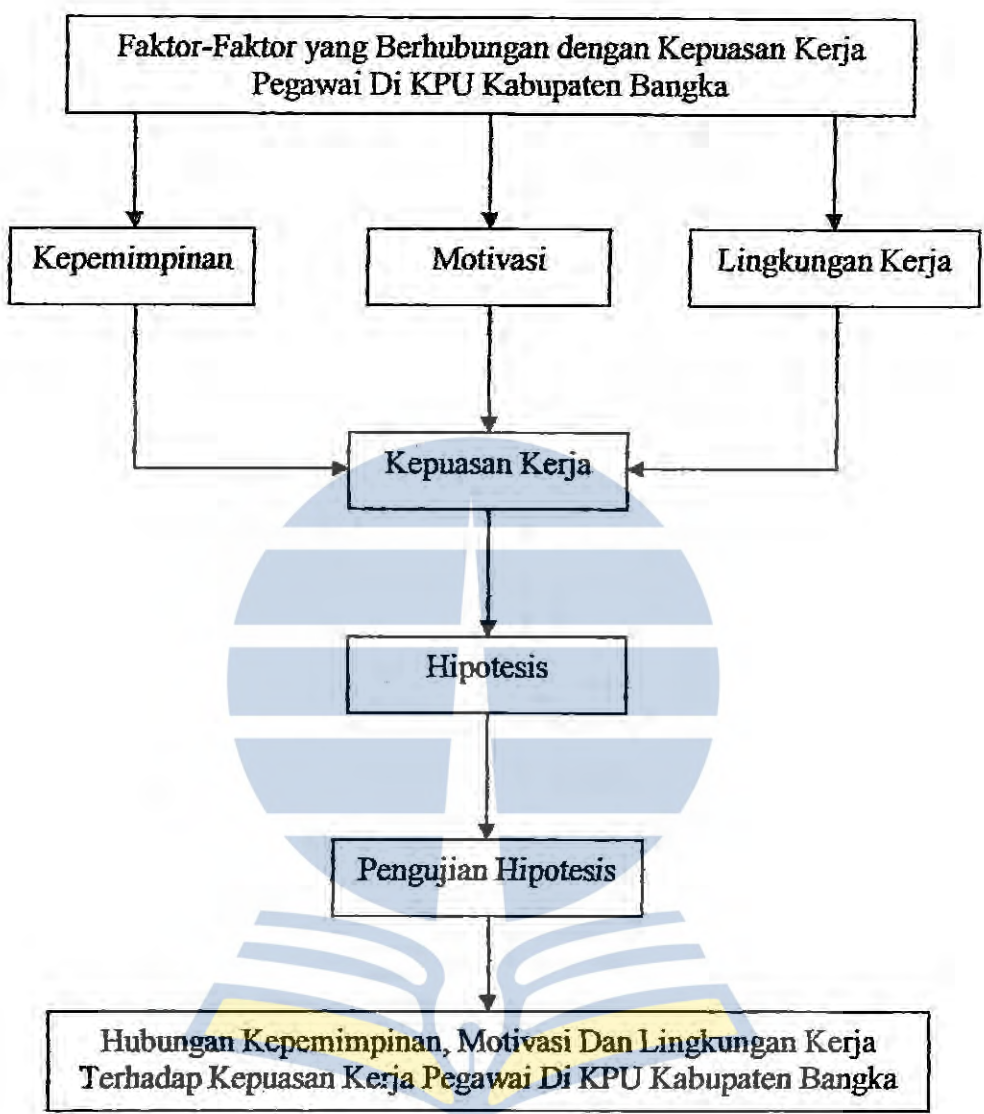 Faktor-Faktor yang Berhubungan dengan Kepuasan Kerja
Pegawai Di KPU Kabupaten Bangka
Kepemimpinan
Motivasi
Lingkungan Kerja
Kepuasan Kerja
Hipotesis
Pengujian Hipotesis
Hubungan Kepemimpinan, Motivasi Dan Lingkungan Kerja
Terhadap Kepuasan Kerja Pegawai Di KPU Kabupaten Bangka